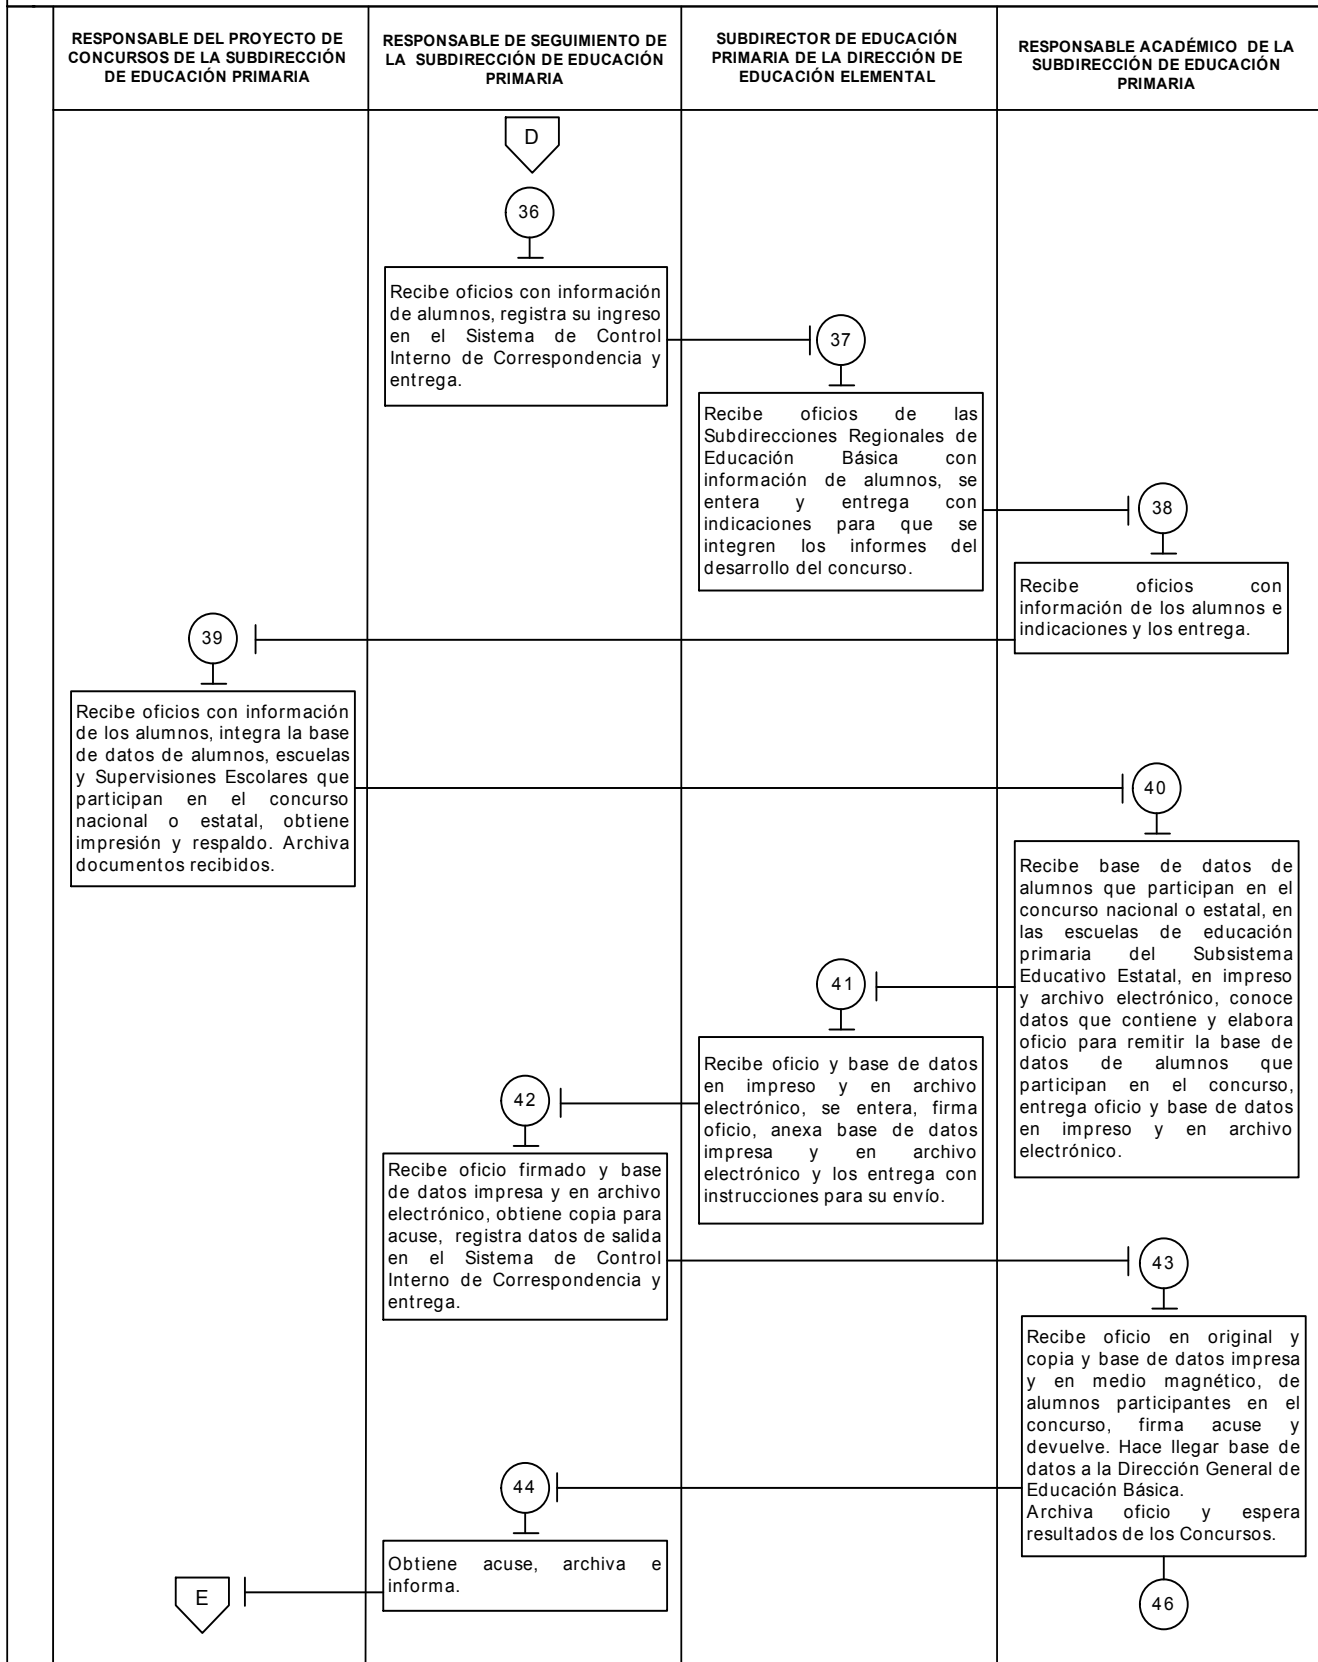 RESPONSABLE DEL PROYECTO DE
CONCURSOS DE LA SUBDIRECCIÓN
DE EDUCACIÓN PRIMARIA
RESPONSABLE DE SEGUIMIENTO DE
LA SUBDIRECCIÓN DE EDUCACIÓN
PRIMARIA
SUBDIRECTOR DE EDUCACIÓN
PRIMARIA DE LA DIRECCIÓN DE
EDUCACIÓN ELEMENTAL
RESPONSABLE ACADÉMICO DE LA
SUBDIRECCIÓN DE EDUCACIÓN
PRIMARIA
D
36
Recibe oficios con información
de alumnos, registra su ingreso
en el Sistema de Control
Interno de Correspondencia y
entrega.
37
Recibe oficios de las
Subdirecciones Regionales de
Educación Básica con
información de alumnos, se
entera y entrega con
indicaciones para que se
integren los informes del
desarrollo del concurso.
38
Recibe oficios con
información de los alumnos e
indicaciones y los entrega.
39
Recibe oficios con información
de los alumnos, integra la base
de datos de alumnos, escuelas
y Supervisiones Escolares que
participan en el concurso
nacional o estatal, obtiene
impresión y respaldo. Archiva
documentos recibidos.
40
Recibe base de datos de
alumnos que participan en el
concurso nacional o estatal, en
las escuelas de educación
primaria del Subsistema
Educativo Estatal, en impreso
y archivo electrónico, conoce
datos que contiene y elabora
oficio para remitir la base de
datos de alumnos que
participan en el concurso,
entrega oficio y base de datos
en impreso y en archivo
electrónico.
41
Recibe oficio y base de datos
en impreso y en archivo
electrónico, se entera, firma
oficio, anexa base de datos
impresa y en archivo
electrónico y los entrega con
instrucciones para su envío.
42
Recibe oficio firmado y base
de datos impresa y en archivo
electrónico, obtiene copia para
acuse, registra datos de salida
en el Sistema de Control
Interno de Correspondencia y
entrega.
43
Recibe oficio en original y
copia y base de datos impresa
y en medio magnético, de
alumnos participantes en el
concurso, firma acuse y
devuelve. Hace llegar base de
datos a la Dirección General de
Educación Básica.
Archiva oficio y espera
resultados de los Concursos.
44
Obtiene acuse, archiva e
informa.
E
46